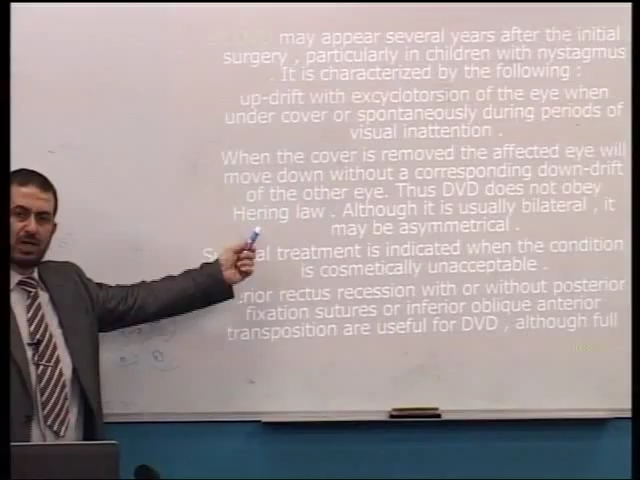 may appear several years after the initial
surgery , particularly in children with nystagmus
. It is characterized by the following :
up-drift with excyclotorsion of the eye when
under cover or spontaneously during periods of
visual inattention .
When the cover is removed the affected eye will
move down without a corresponding down-drift
of the other eye. Thus DVD does not obey
Hering law . Although it is usually bilateral , it
may be asymmetrical .
treatment is indicated when the condition
is cosmetically unacceptable .
rectus recession with or without posterior
fixation sutures or inferior oblique anterior
transposition are useful for DVD , although full